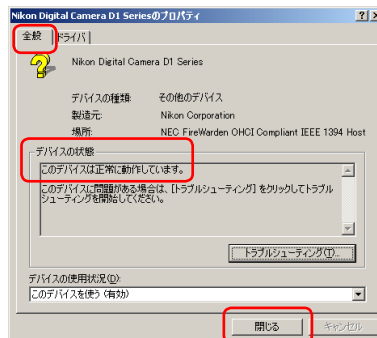 Nikon Digital Camera D1 Seriesのプロパティ
全般
ドライバ
Nikon Digital Camera D1 Series
デバイスの種類: その他のデバイス
製造元: Nikon Corporation
場所: NEC FireWarden OHCI Compliant IEEE 1394 Host
デバイスの状態
このデバイスは正常に動作しています。
このデバイスに問題がある場合は、[トラブルシューティング] をクリックしてトラブル
シューティングを開始してください。
トラブルシューティング(T)...
デバイスの使用状況(D):
このデバイスを使う (有効)
閉じる
キャンセル